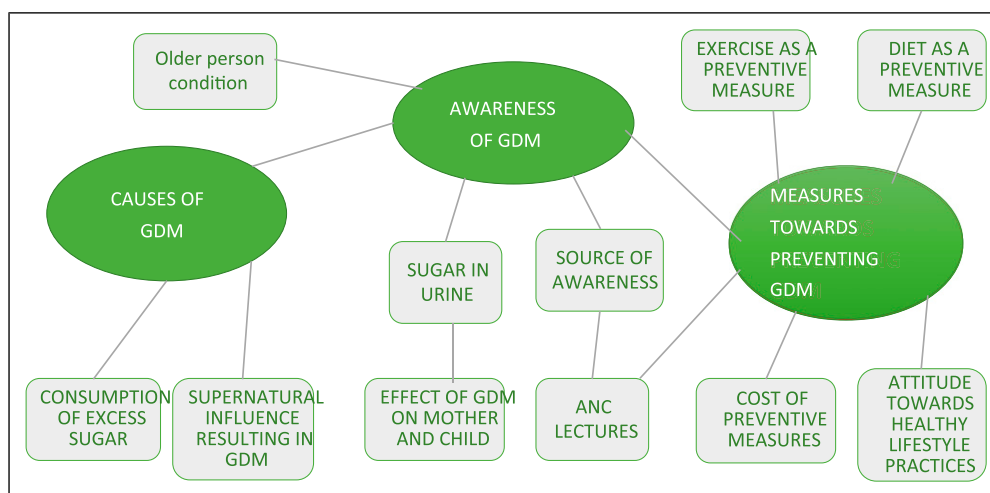 Older person
condition
AWARENESS
OF GDM
EXERCISE AS A
PREVENTIVE
MEASURE
DIET AS A
PREVENTIVE
MEASURE
CAUSES OF
GDM
MEASURES
TOWARDS
PREVENTING
GDM
SUGAR IN
URINE
SOURCE OF
AWARENESS
CONSUMPTION
OF EXCESS
SUGAR
SUPERNATURAL
INFLUENCE
RESULTING IN
GDM
EFFECT OF GDM
ON MOTHER
AND CHILD
ANC
LECTURES
COST OF
PREVENTIVE
MEASURES
ATTITUDE
TOWARDS
HEALTHY
LIFESTYLE
PRACTICES